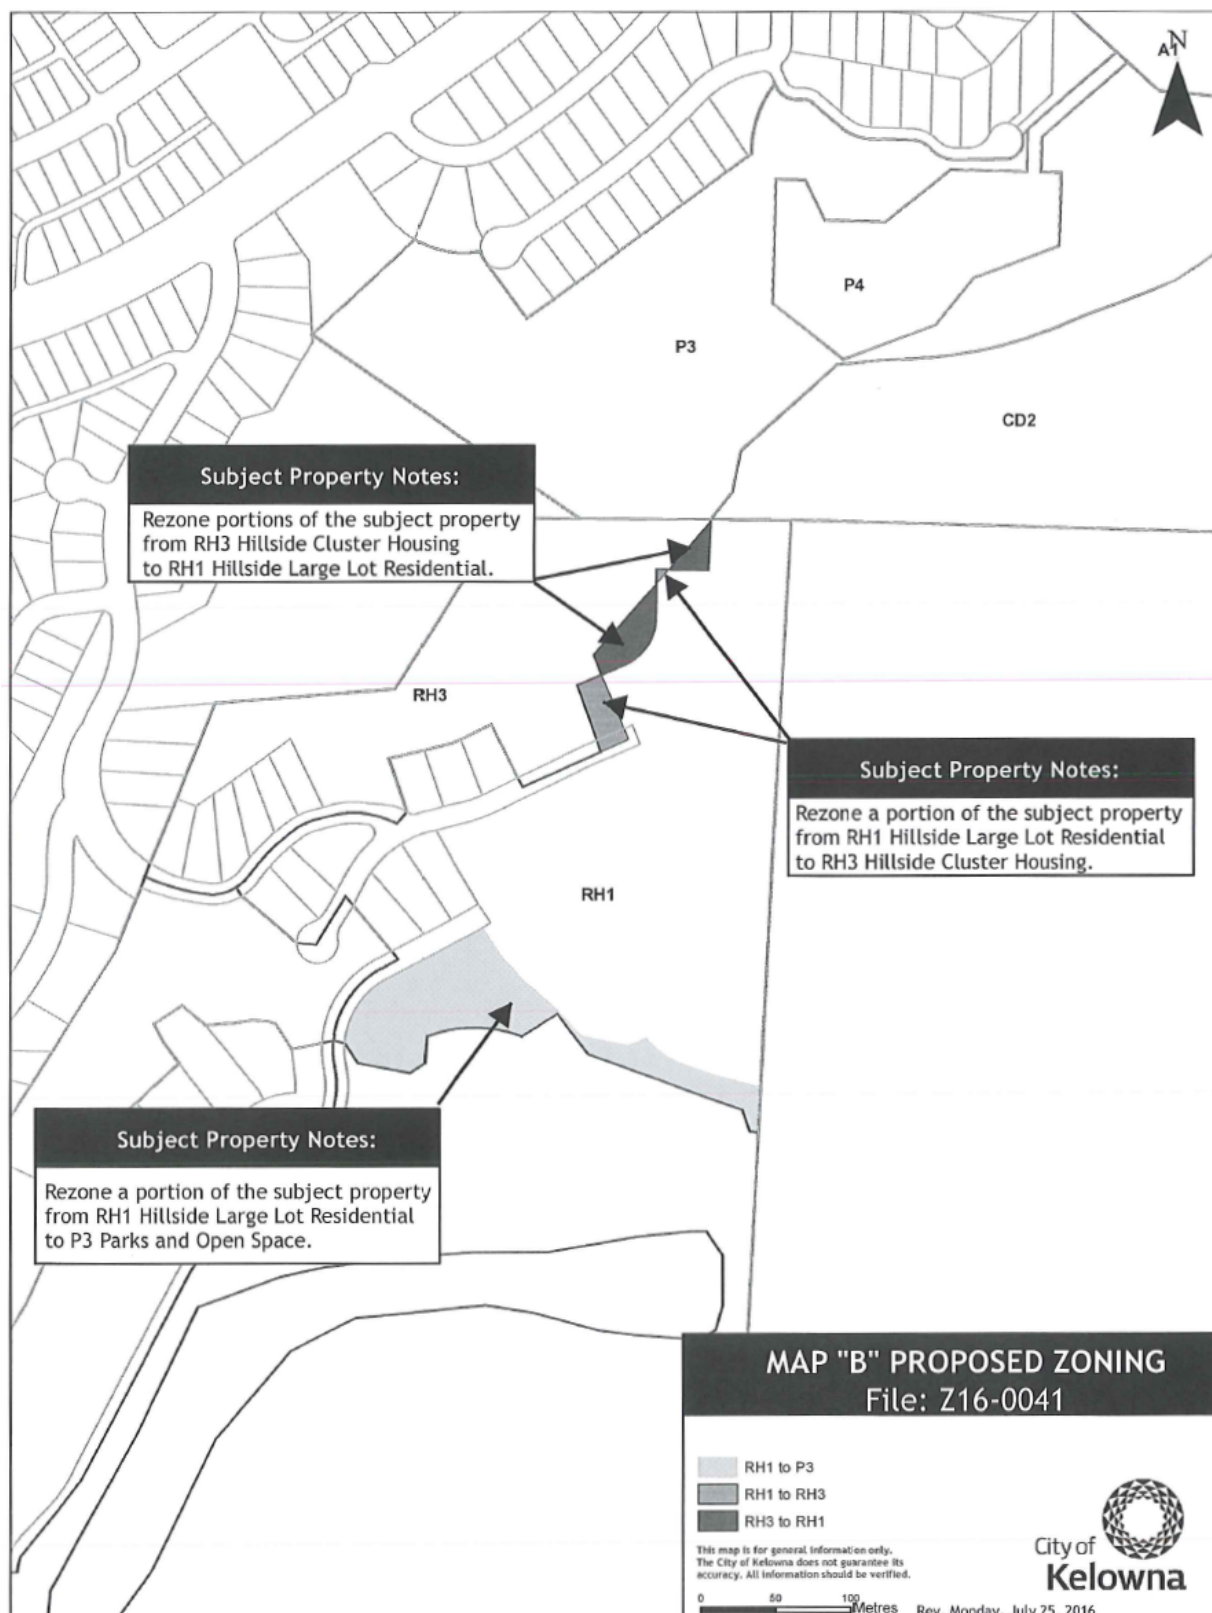 N
A1
P4
P3
CD2
Subject Property Notes:
Rezone portions of the subject property
from RH3 Hillside Cluster Housing
to RH1 Hillside Large Lot Residential.
RH3
Subject Property Notes:
Rezone a portion of the subject property
from RH1 Hillside Large Lot Residential
to RH3 Hillside Cluster Housing.
RH1
Subject Property Notes:
Rezone a portion of the subject property
from RH1 Hillside Large Lot Residential
to P3 Parks and Open Space.
MAP "B" PROPOSED ZONING
File: Z16-0041
RH1 to P3
RH1 to RH3
RH3 to RH1
This map is for general information only.
The City of Kelowna does not guarantee its
accuracy. All information should be verified.
City of
Kelowna
0 50 100
Metres
Rev. Monday, July 25, 2016